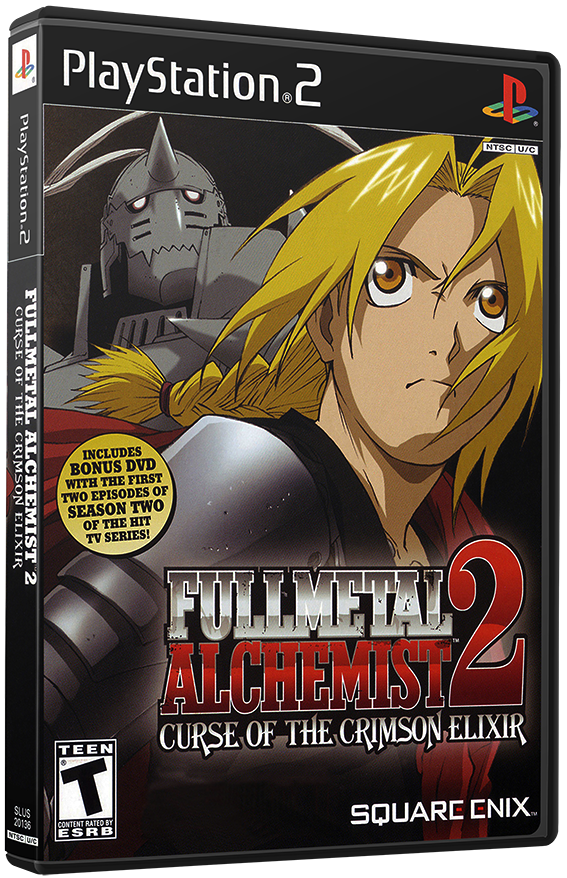 PlayStation®2
NTSC U/C
INCLUDES
BONUS DVD
WITH THE FIRST
TWO EPISODES OF
SEASON TWO
OF THE HIT
TV SERIES!
FULLMETAL
ALCHEMIST™ 2
CURSE OF THE CRIMSON ELIXIR
TEEN
T
®
CONTENT RATED BY
ESRB
SQUARE ENIX™
PlayStation®2
FULLMETAL ALCHEMIST 2
CURSE OF THE CRIMSON ELIXIR
SLUS
20136
NTSC U/C